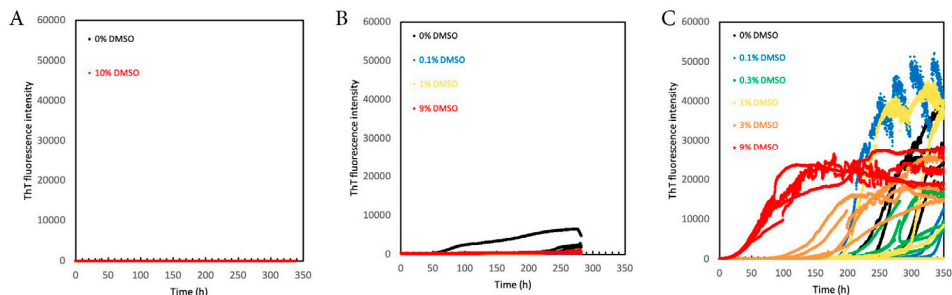 A
ThT fluorescence intensity
60000
50000
40000
30000
20000
10000
0
0% DMSO
10% DMSO
0 50 100 150 200 250 300 350
Time (h)
B
ThT fluorescence intensity
60000
50000
40000
30000
20000
10000
0
0% DMSO
0.1% DMSO
1% DMSO
9% DMSO
0 50 100 150 200 250 300 350
Time (h)
C
ThT fluorescence intensity
60000
50000
40000
30000
20000
10000
0
0% DMSO
0.1% DMSO
0.3% DMSO
1% DMSO
3% DMSO
9% DMSO
0 50 100 150 200 250 300 350
Time (h)